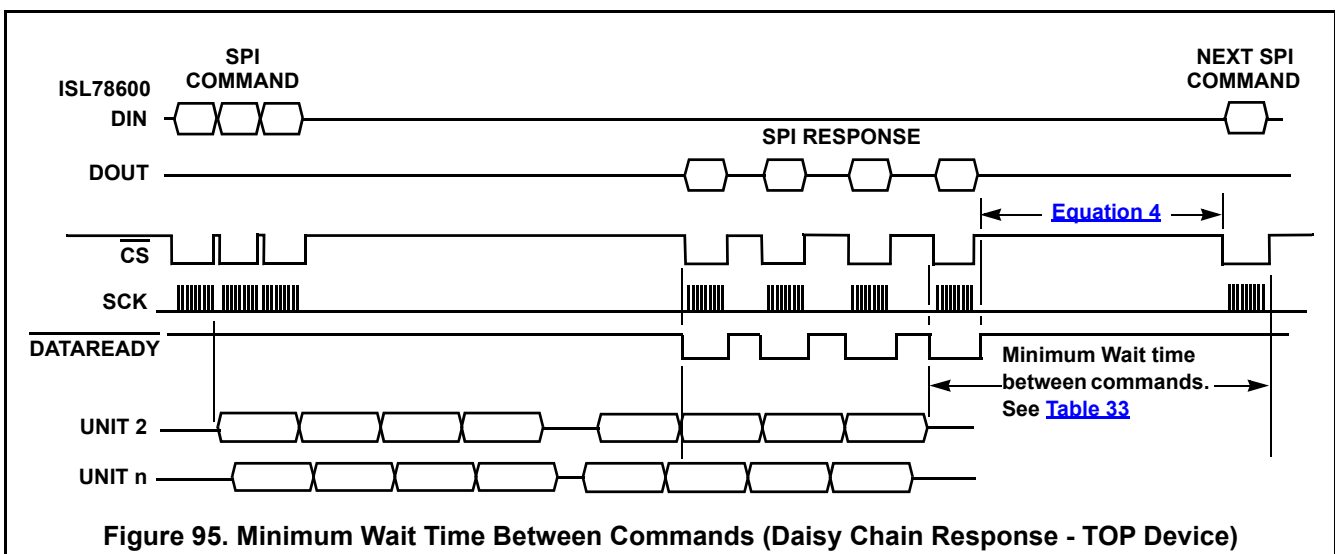 SPI
COMMAND
NEXT SPI
COMMAND
ISL78600
DIN
SPI RESPONSE
DOUT
Equation 4
CS
SCK
DATAREADY
Minimum Wait time
between commands.
See Table 33
UNIT 2
UNIT n
Figure 95. Minimum Wait Time Between Commands (Daisy Chain Response - TOP Device)